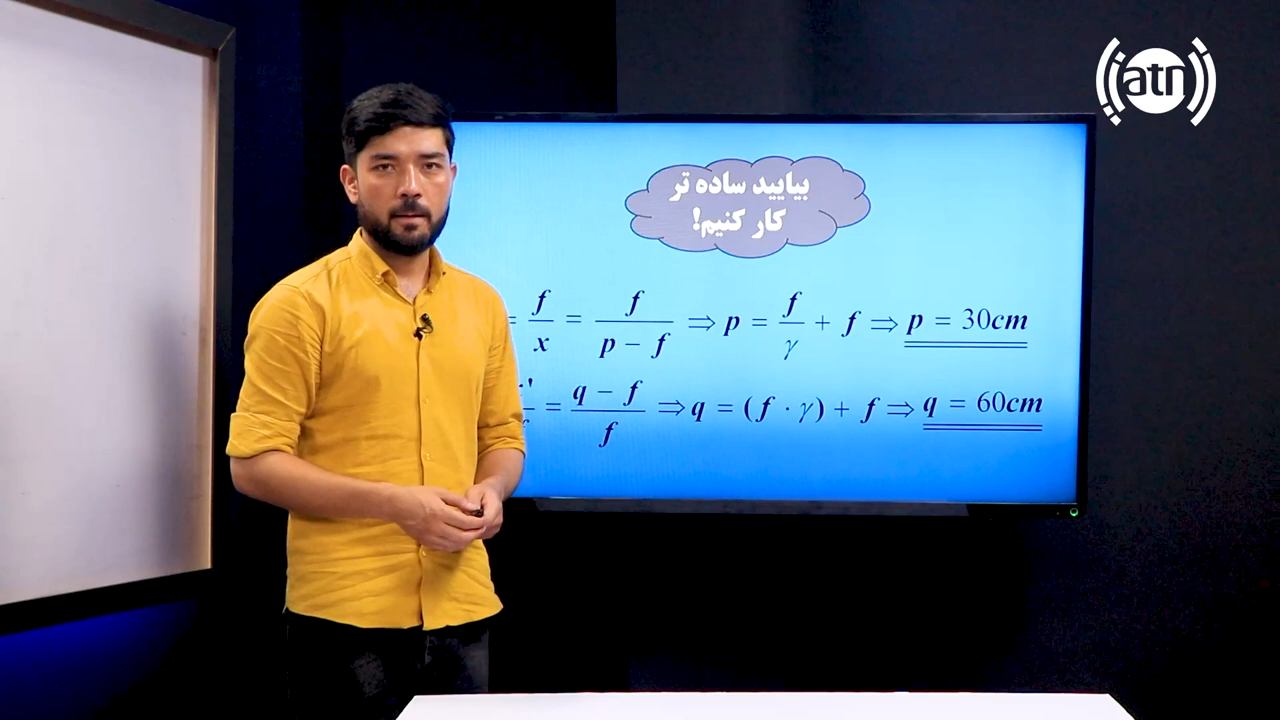 atn
بیایید ساده تر
کار کنیم!
= f/x = f/(p − f) ⇒ p = f/γ + f ⇒ p = 30cm
= (q − f)/f ⇒ q = (f · γ) + f ⇒ q = 60cm